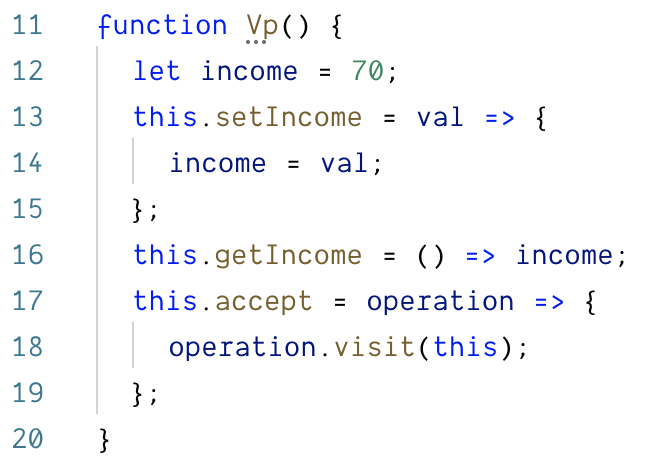 11 function Vp() {
12 let income = 70;
13 this.setIncome = val => {
14 income = val;
15 };
16 this.getIncome = () => income;
17 this.accept = operation => {
18 operation.visit(this);
19 };
20 }